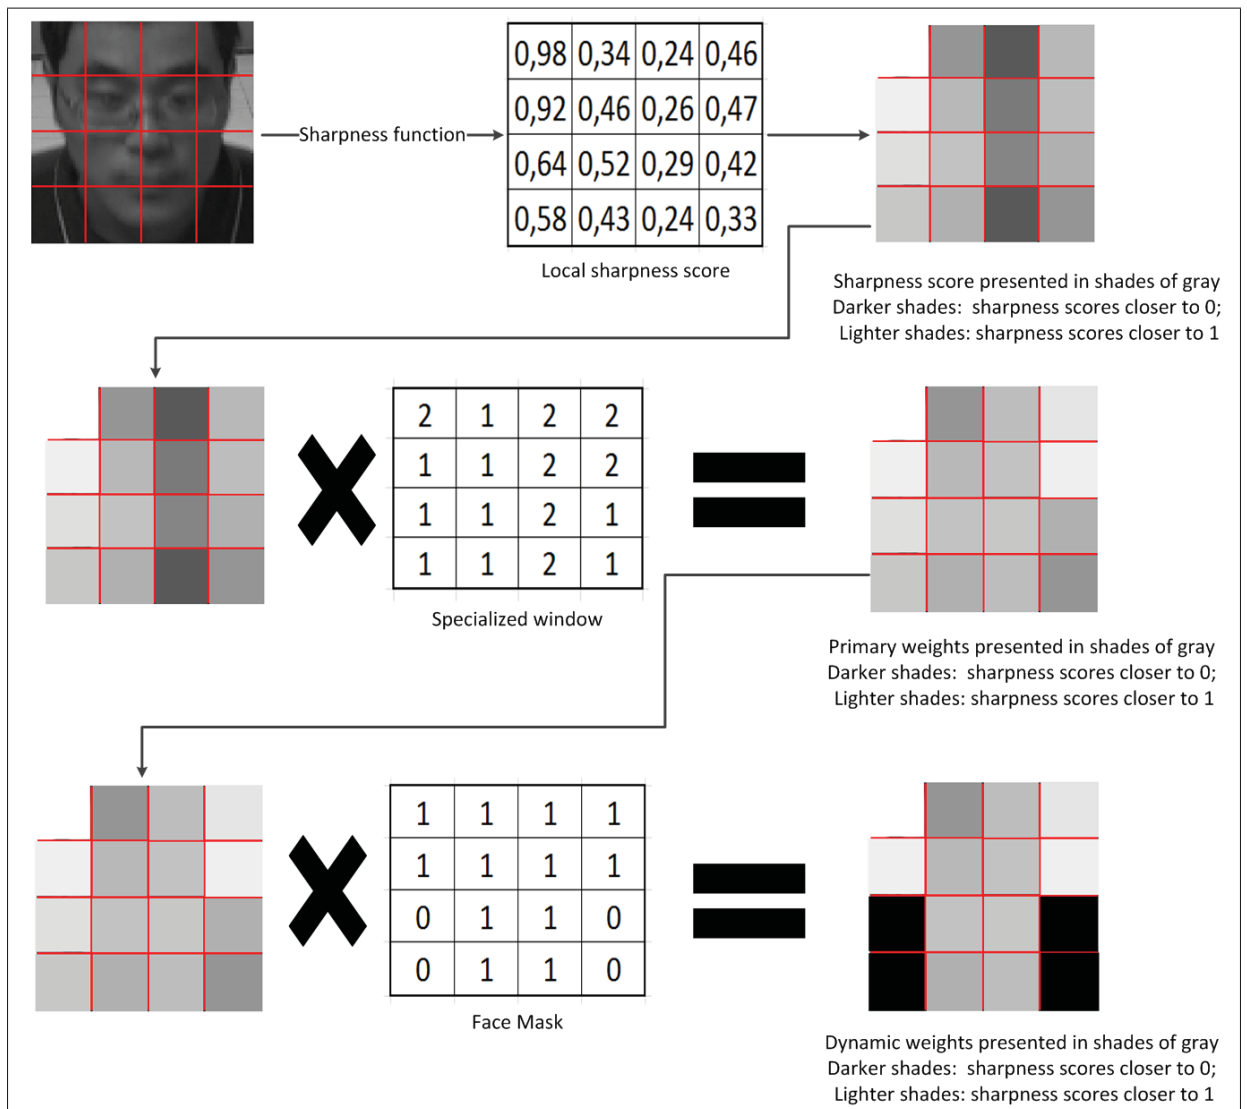 Sharpness function
0,98 0,34 0,24 0,46
0,92 0,46 0,26 0,47
0,64 0,52 0,29 0,42
0,58 0,43 0,24 0,33
Local sharpness score
Sharpness score presented in shades of gray
Darker shades: sharpness scores closer to 0;
Lighter shades: sharpness scores closer to 1
2 1 2 2
1 1 2 2
1 1 2 1
1 1 2 1
Specialized window
Primary weights presented in shades of gray
Darker shades: sharpness scores closer to 0;
Lighter shades: sharpness scores closer to 1
1 1 1 1
1 1 1 1
0 1 1 0
0 1 1 0
Face Mask
Dynamic weights presented in shades of gray
Darker shades: sharpness scores closer to 0;
Lighter shades: sharpness scores closer to 1